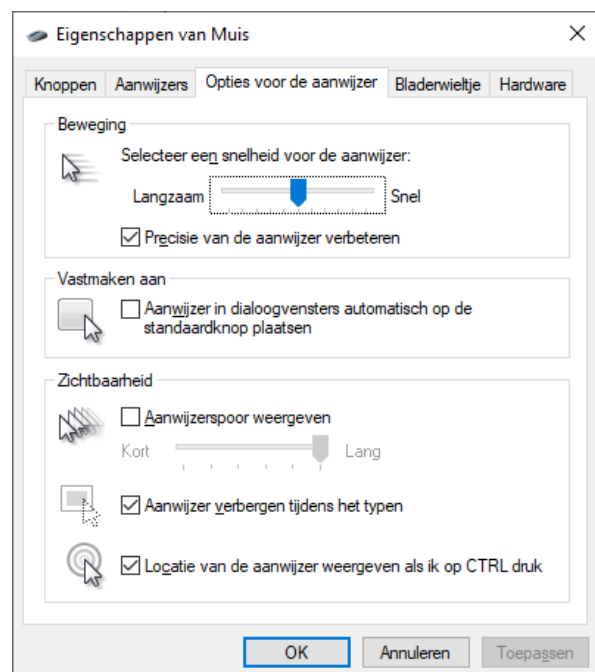 Eigenschappen van Muis
Knoppen Aanwijzers Opties voor de aanwijzer Bladerwieltje Hardware
Beweging
Selecteer een snelheid voor de aanwijzer:
Langzaam Snel
Precisie van de aanwijzer verbeteren
Vastmaken aan
Aanwijzer in dialoogvensters automatisch op de
standaardknop plaatsen
Zichtbaarheid
Aanwijzerspoor weergeven
Kort Lang
Aanwijzer verbergen tijdens het typen
Locatie van de aanwijzer weergeven als ik op CTRL druk
OK Annuleren Toepassen